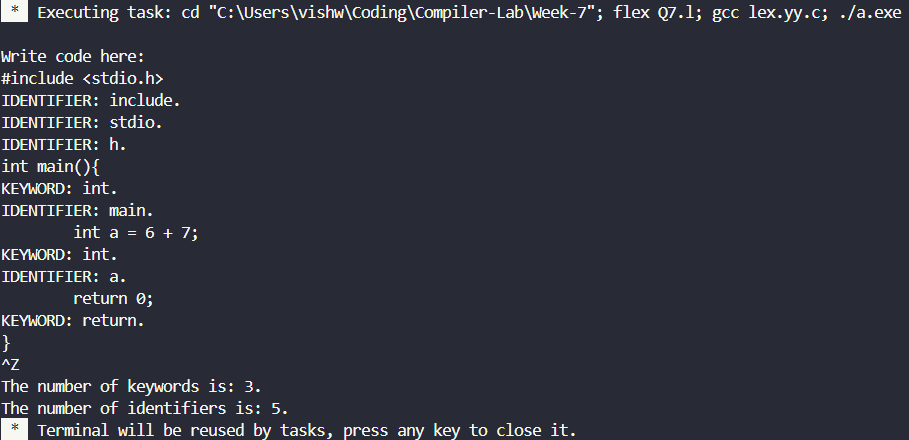 * Executing task: cd "C:\Users\vishw\Coding\Compiler-Lab\Week-7"; flex Q7.l; gcc lex.yy.c; ./a.exe
Write code here:
#include <stdio.h>
IDENTIFIER: include.
IDENTIFIER: stdio.
IDENTIFIER: h.
int main(){
KEYWORD: int.
IDENTIFIER: main.
        int a = 6 + 7;
KEYWORD: int.
IDENTIFIER: a.
        return 0;
KEYWORD: return.
}
^Z
The number of keywords is: 3.
The number of identifiers is: 5.
* Terminal will be reused by tasks, press any key to close it.